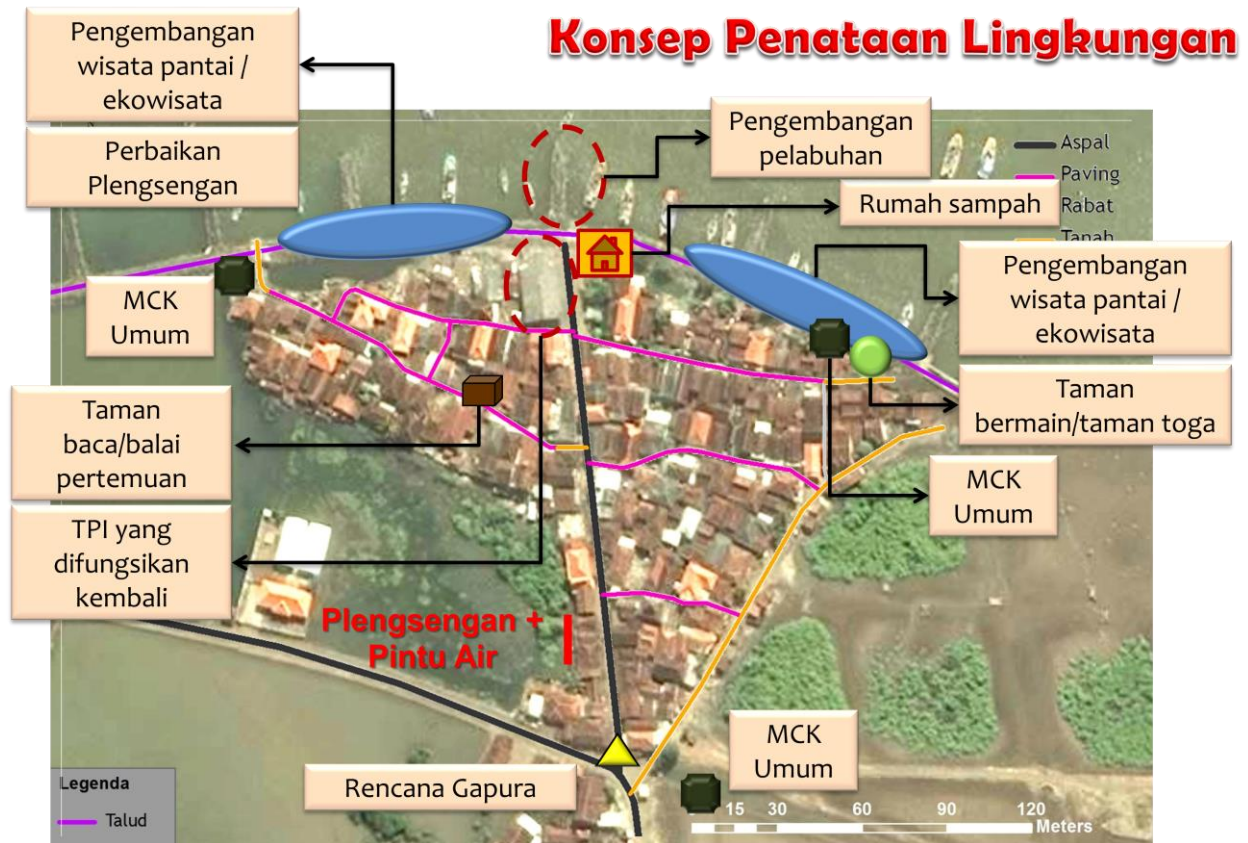 Konsep Penataan Lingkungan
Pengembangan
wisata pantai /
ekowisata
Perbaikan
Plengsengan
Pengembangan
pelabuhan
Aspal
Paving
Rabat
Tanah
Rumah sampah
MCK
Umum
Pengembangan
wisata pantai /
ekowisata
Taman
baca/balai
pertemuan
Taman
bermain/taman toga
MCK
Umum
TPI yang
difungsikan
kembali
Plengsengan +
Pintu Air
MCK
Umum
Rencana Gapura
Legenda
Talud
15 30 60 90 120
Meters